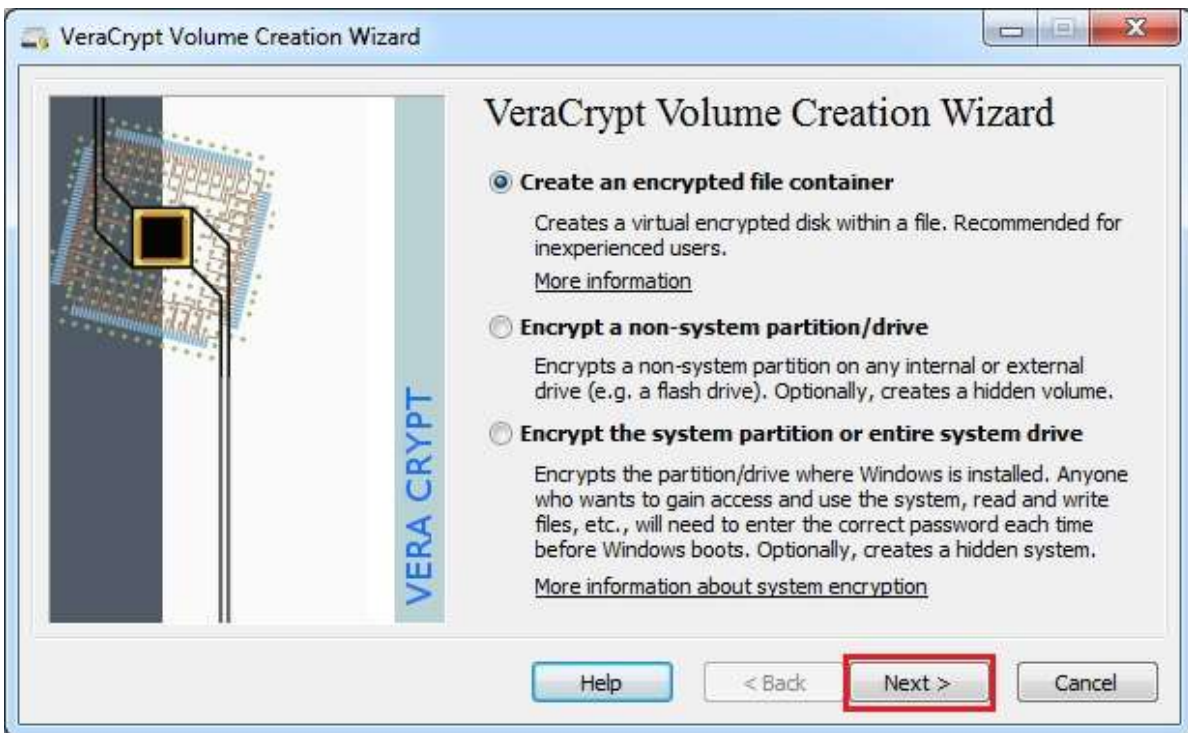 VeraCrypt Volume Creation Wizard
VERA CRYPT
VeraCrypt Volume Creation Wizard
Create an encrypted file container
Creates a virtual encrypted disk within a file. Recommended for
inexperienced users.
More information
Encrypt a non-system partition/drive
Encrypts a non-system partition on any internal or external
drive (e.g. a flash drive). Optionally, creates a hidden volume.
Encrypt the system partition or entire system drive
Encrypts the partition/drive where Windows is installed. Anyone
who wants to gain access and use the system, read and write
files, etc., will need to enter the correct password each time
before Windows boots. Optionally, creates a hidden system.
More information about system encryption
Help
< Back
Next >
Cancel